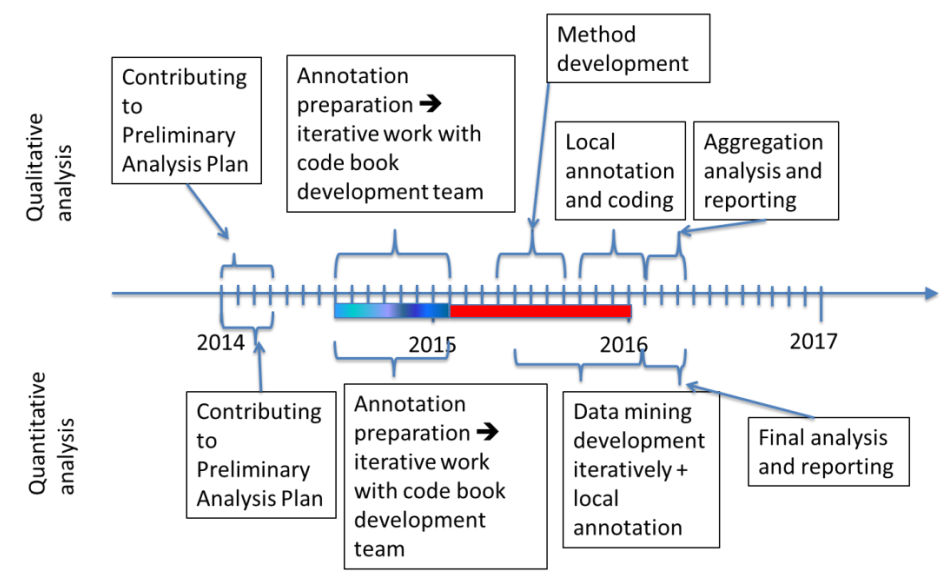 Qualitative
analysis
Contributing
to
Preliminary
Analysis Plan
Annotation
preparation ➔
iterative work with
code book
development team
Method
development
Local
annotation
and coding
Aggregation
analysis and
reporting
2014
2015
2016
2017
Quantitative
analysis
Contributing
to
Preliminary
Analysis Plan
Annotation
preparation ➔
iterative work
with code book
development
team
Data mining
development
iteratively +
local
annotation
Final analysis
and reporting